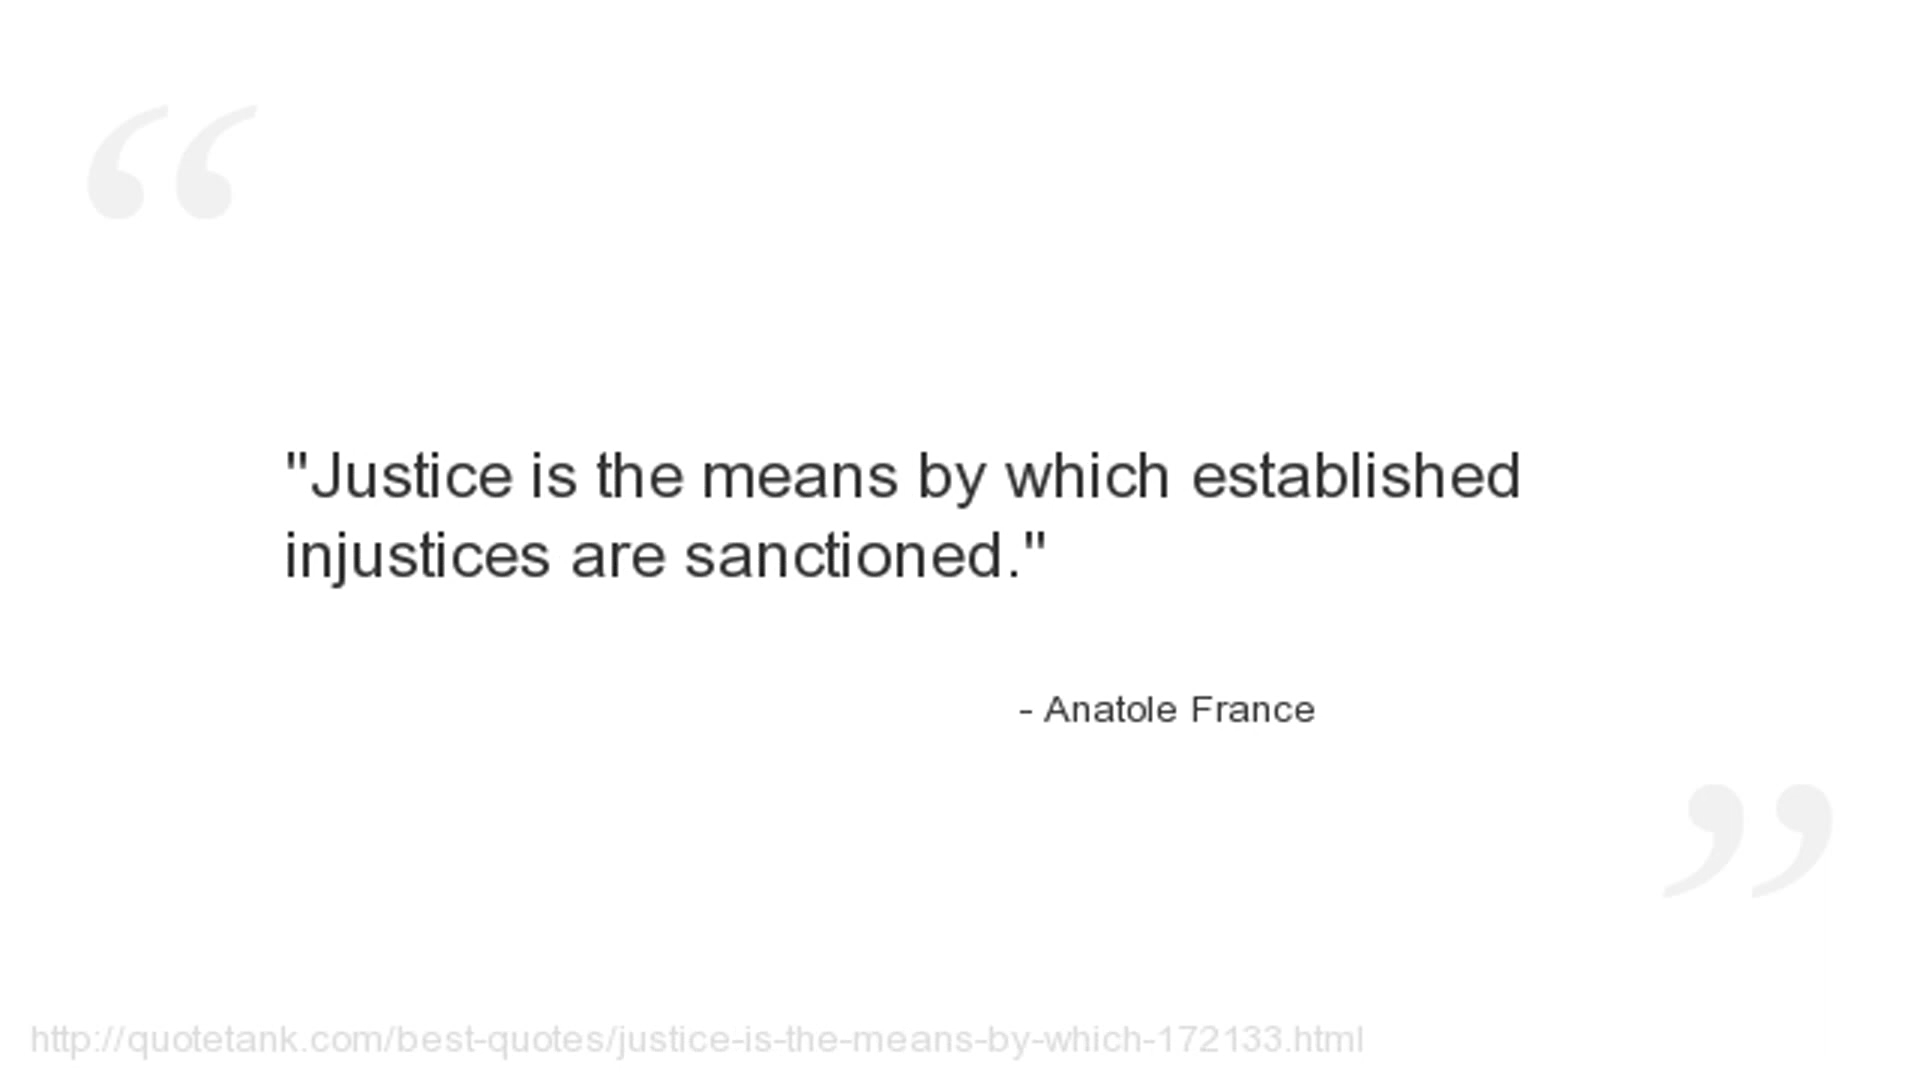 "Justice is the means by which established
injustices are sanctioned."
- Anatole France
http://quotetank.com/best-quotes/justice-is-the-means-by-which-172133.html